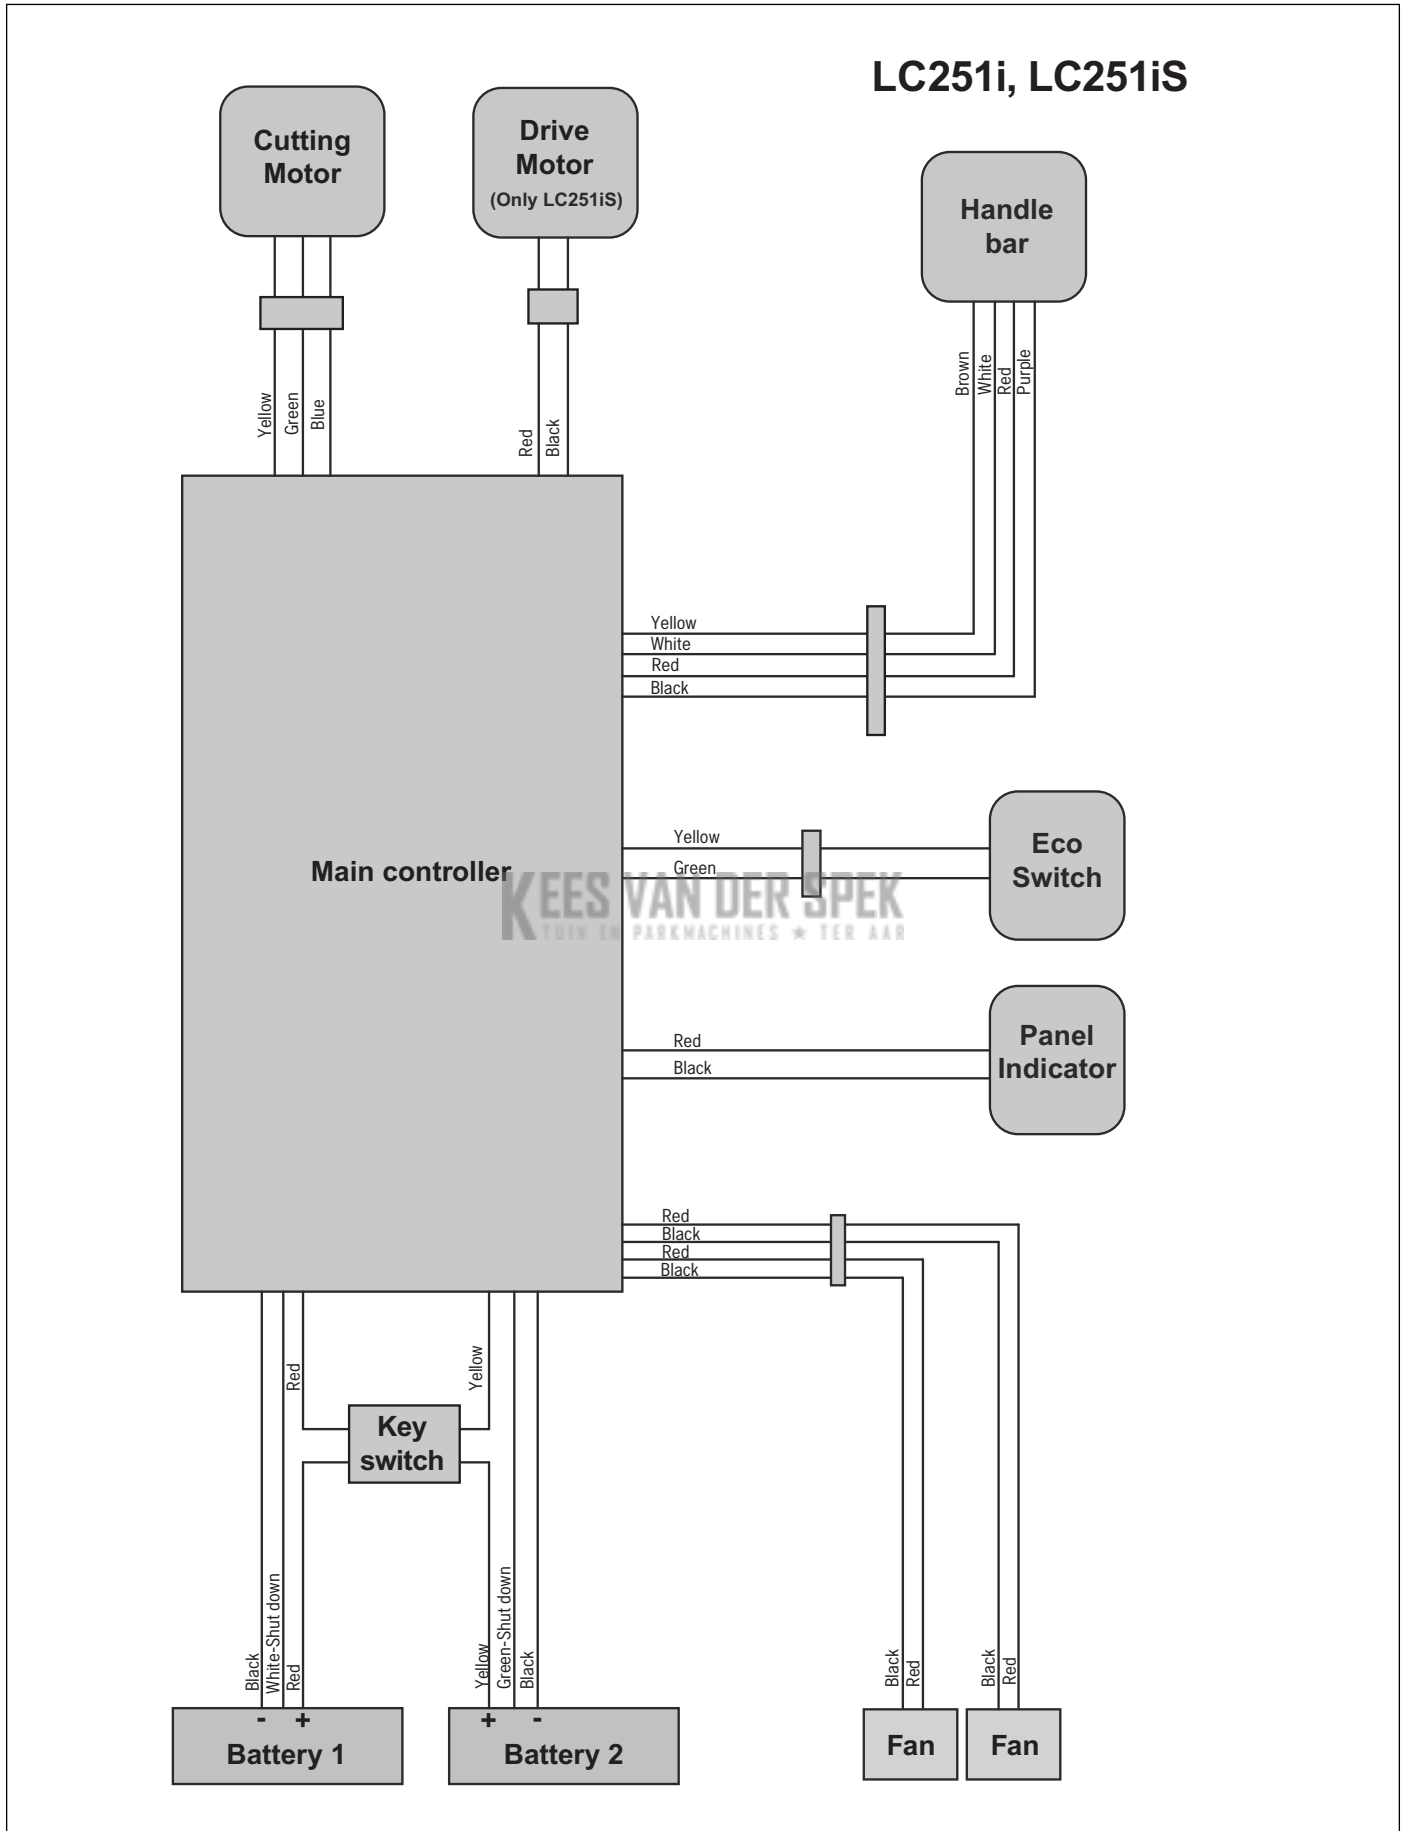 LC251i, LC251iS
Cutting
Motor
Drive
Motor
(Only LC251iS)
Handle
bar
Brown
White
Red
Purple
Yellow
Green
Blue
Red
Black
Yellow
White
Red
Black
Main controller
Yellow
Green
Eco
Switch
KEES VAN DER SPEK
TUIN EN PARKMACHINES ★ TER AAR
Red
Black
Panel
Indicator
Red
Black
Red
Black
Red
Yellow
Key
switch
Black
White-Shut down
Red
Yellow
Green-Shut down
Black
Black
Red
Black
Red
- +
Battery 1
+ -
Battery 2
Fan
Fan